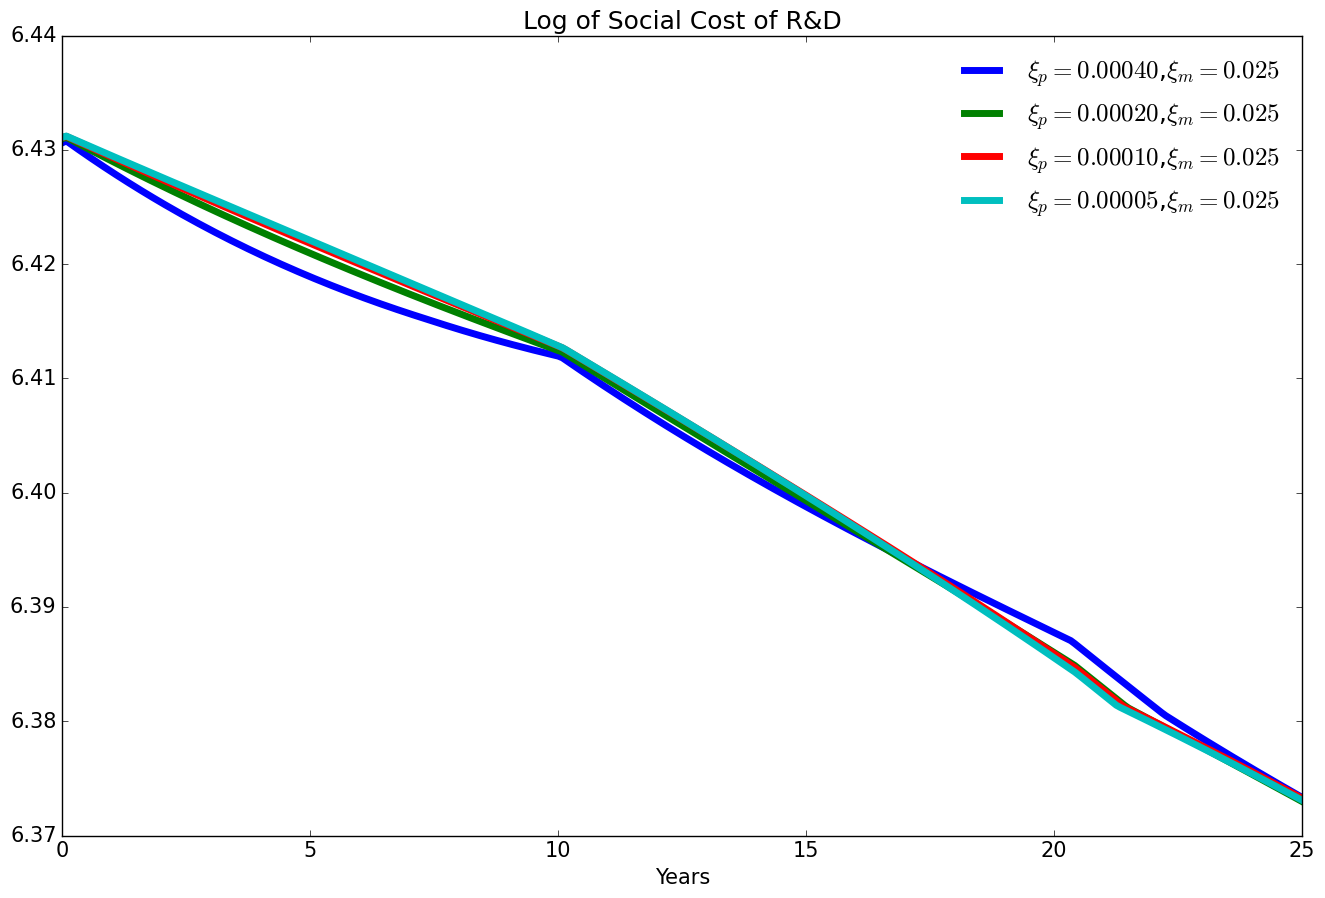 Log of Social Cost of R&D
6.44
6.43
6.42
6.41
6.40
6.39
6.38
6.37
0 5 10 15 20 25
Years
ξₚ = 0.00040,ξₘ = 0.025
ξₚ = 0.00020,ξₘ = 0.025
ξₚ = 0.00010,ξₘ = 0.025
ξₚ = 0.00005,ξₘ = 0.025